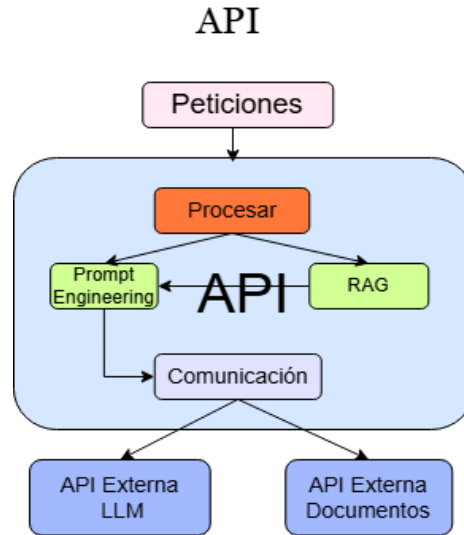 API
Peticiones
Procesar
Prompt
Engineering
API
RAG
Comunicación
API Externa
LLM
API Externa
Documentos